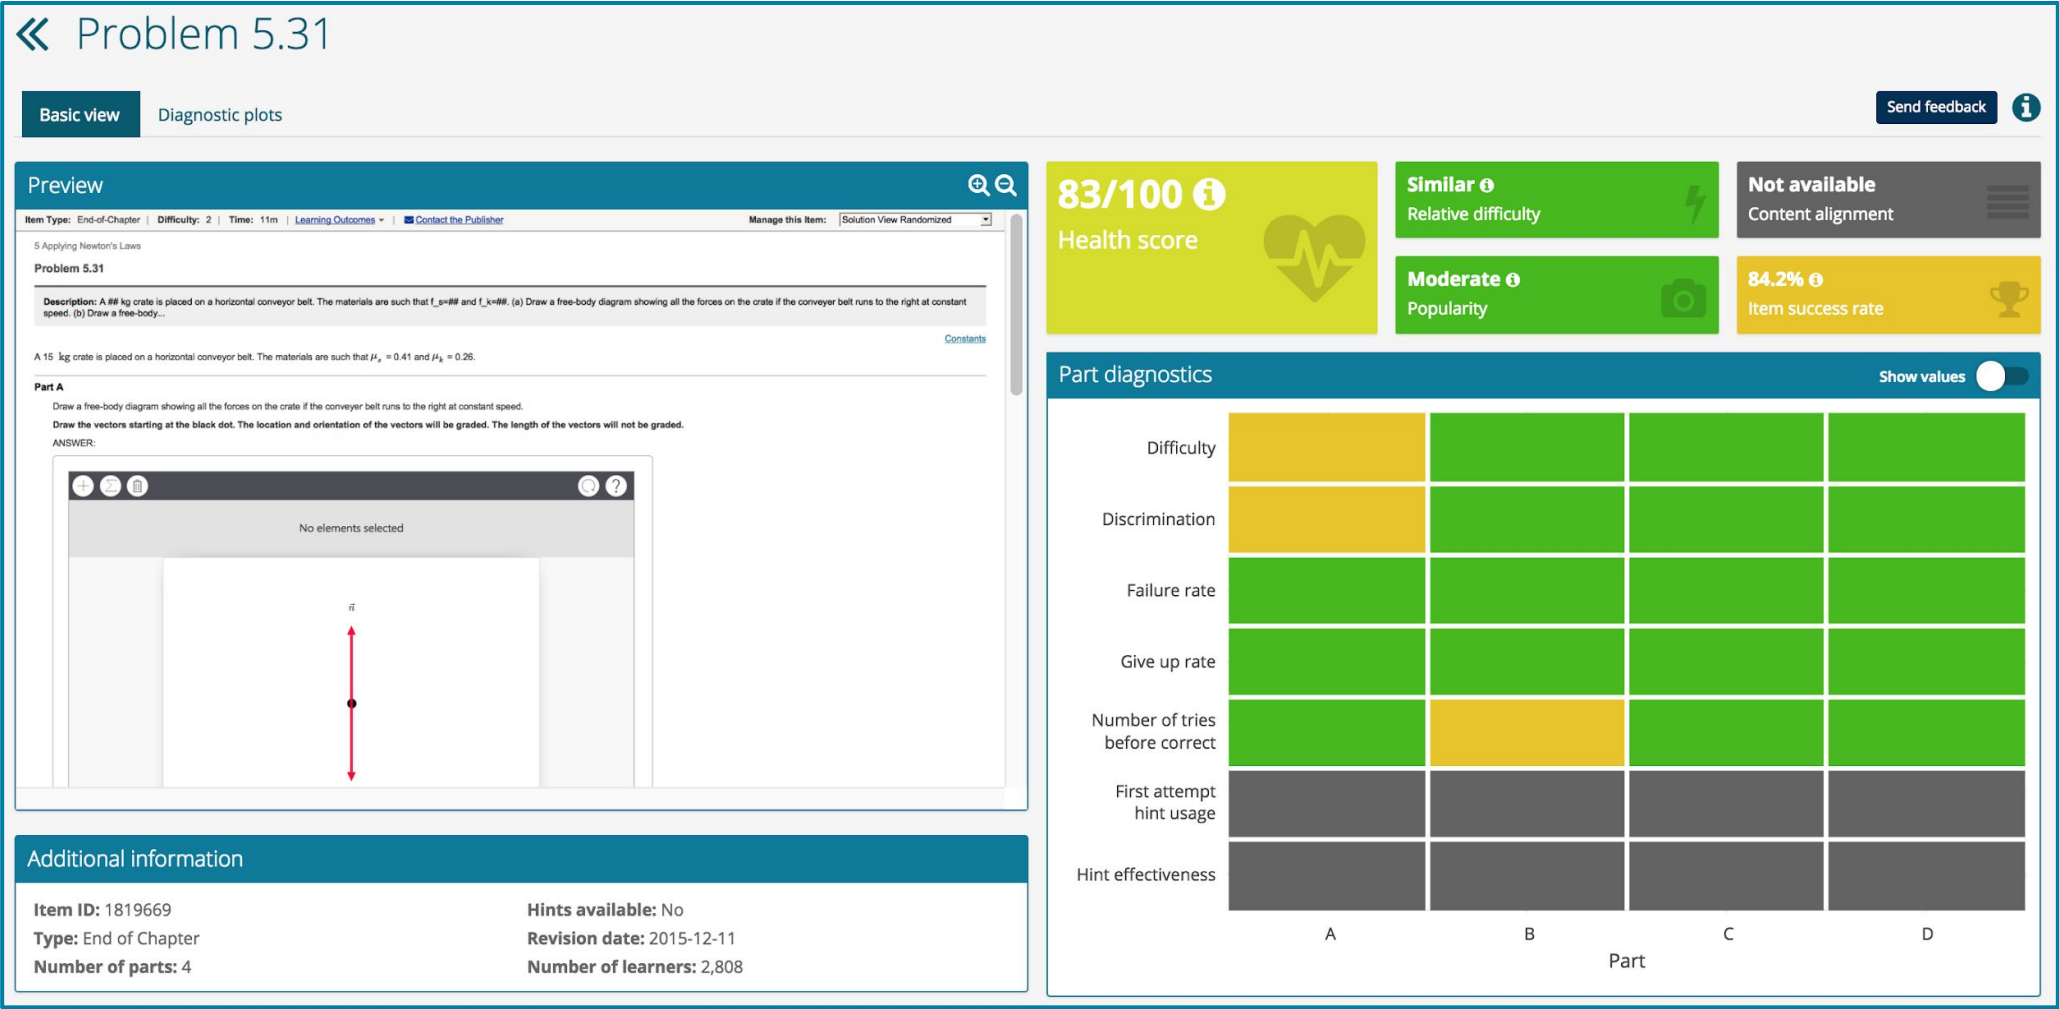 Problem 5.31
Basic view
Diagnostic plots
Send feedback
Preview
Item Type: End-of-Chapter | Difficulty: 2 | Time: 11m | Learning Outcomes | Contact the Publisher
Manage this Item: Solution View Randomized
5 Applying Newton's Laws
Problem 5.31
Description: A ## kg crate is placed on a horizontal conveyor belt. The materials are such that f_s=## and f_k=##. (a) Draw a free-body diagram showing all the forces on the crate if the conveyer belt runs to the right at constant
speed. (b) Draw a free-body...
Constants
A 15 kg crate is placed on a horizontal conveyor belt. The materials are such that μs = 0.41 and μk = 0.26.
Part A
Draw a free-body diagram showing all the forces on the crate if the conveyer belt runs to the right at constant speed.
Draw the vectors starting at the black dot. The location and orientation of the vectors will be graded. The length of the vectors will not be graded.
ANSWER:
No elements selected
n⃗
Additional information
Item ID: 1819669
Type: End of Chapter
Number of parts: 4
Hints available: No
Revision date: 2015-12-11
Number of learners: 2,808
83/100
Health score
Similar
Relative difficulty
Not available
Content alignment
Moderate
Popularity
84.2%
Item success rate
Part diagnostics
Show values
Difficulty
Discrimination
Failure rate
Give up rate
Number of tries
before correct
First attempt
hint usage
Hint effectiveness
A B C D
Part